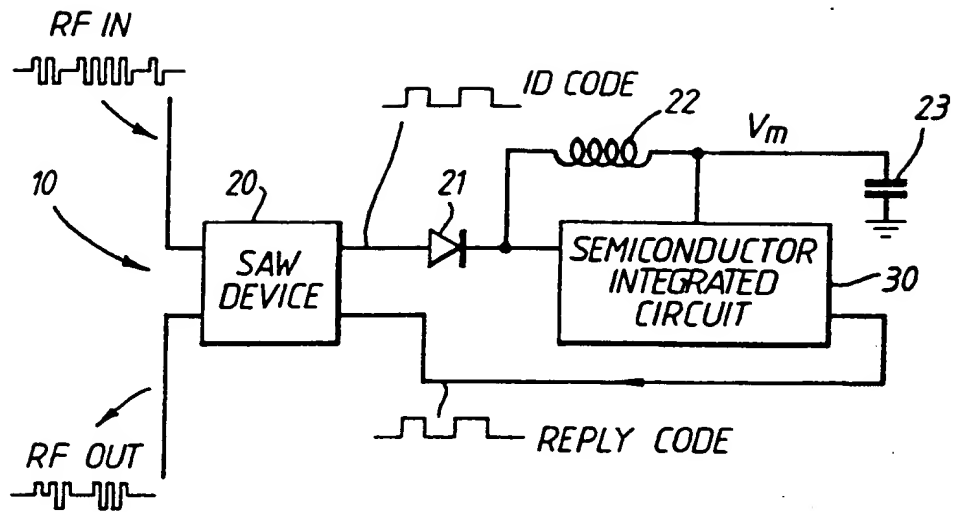 RF IN
ID CODE
22
Vm
23
10
20
21
SAW
DEVICE
SEMICONDUCTOR
INTEGRATED
CIRCUIT
30
RF OUT
REPLY CODE